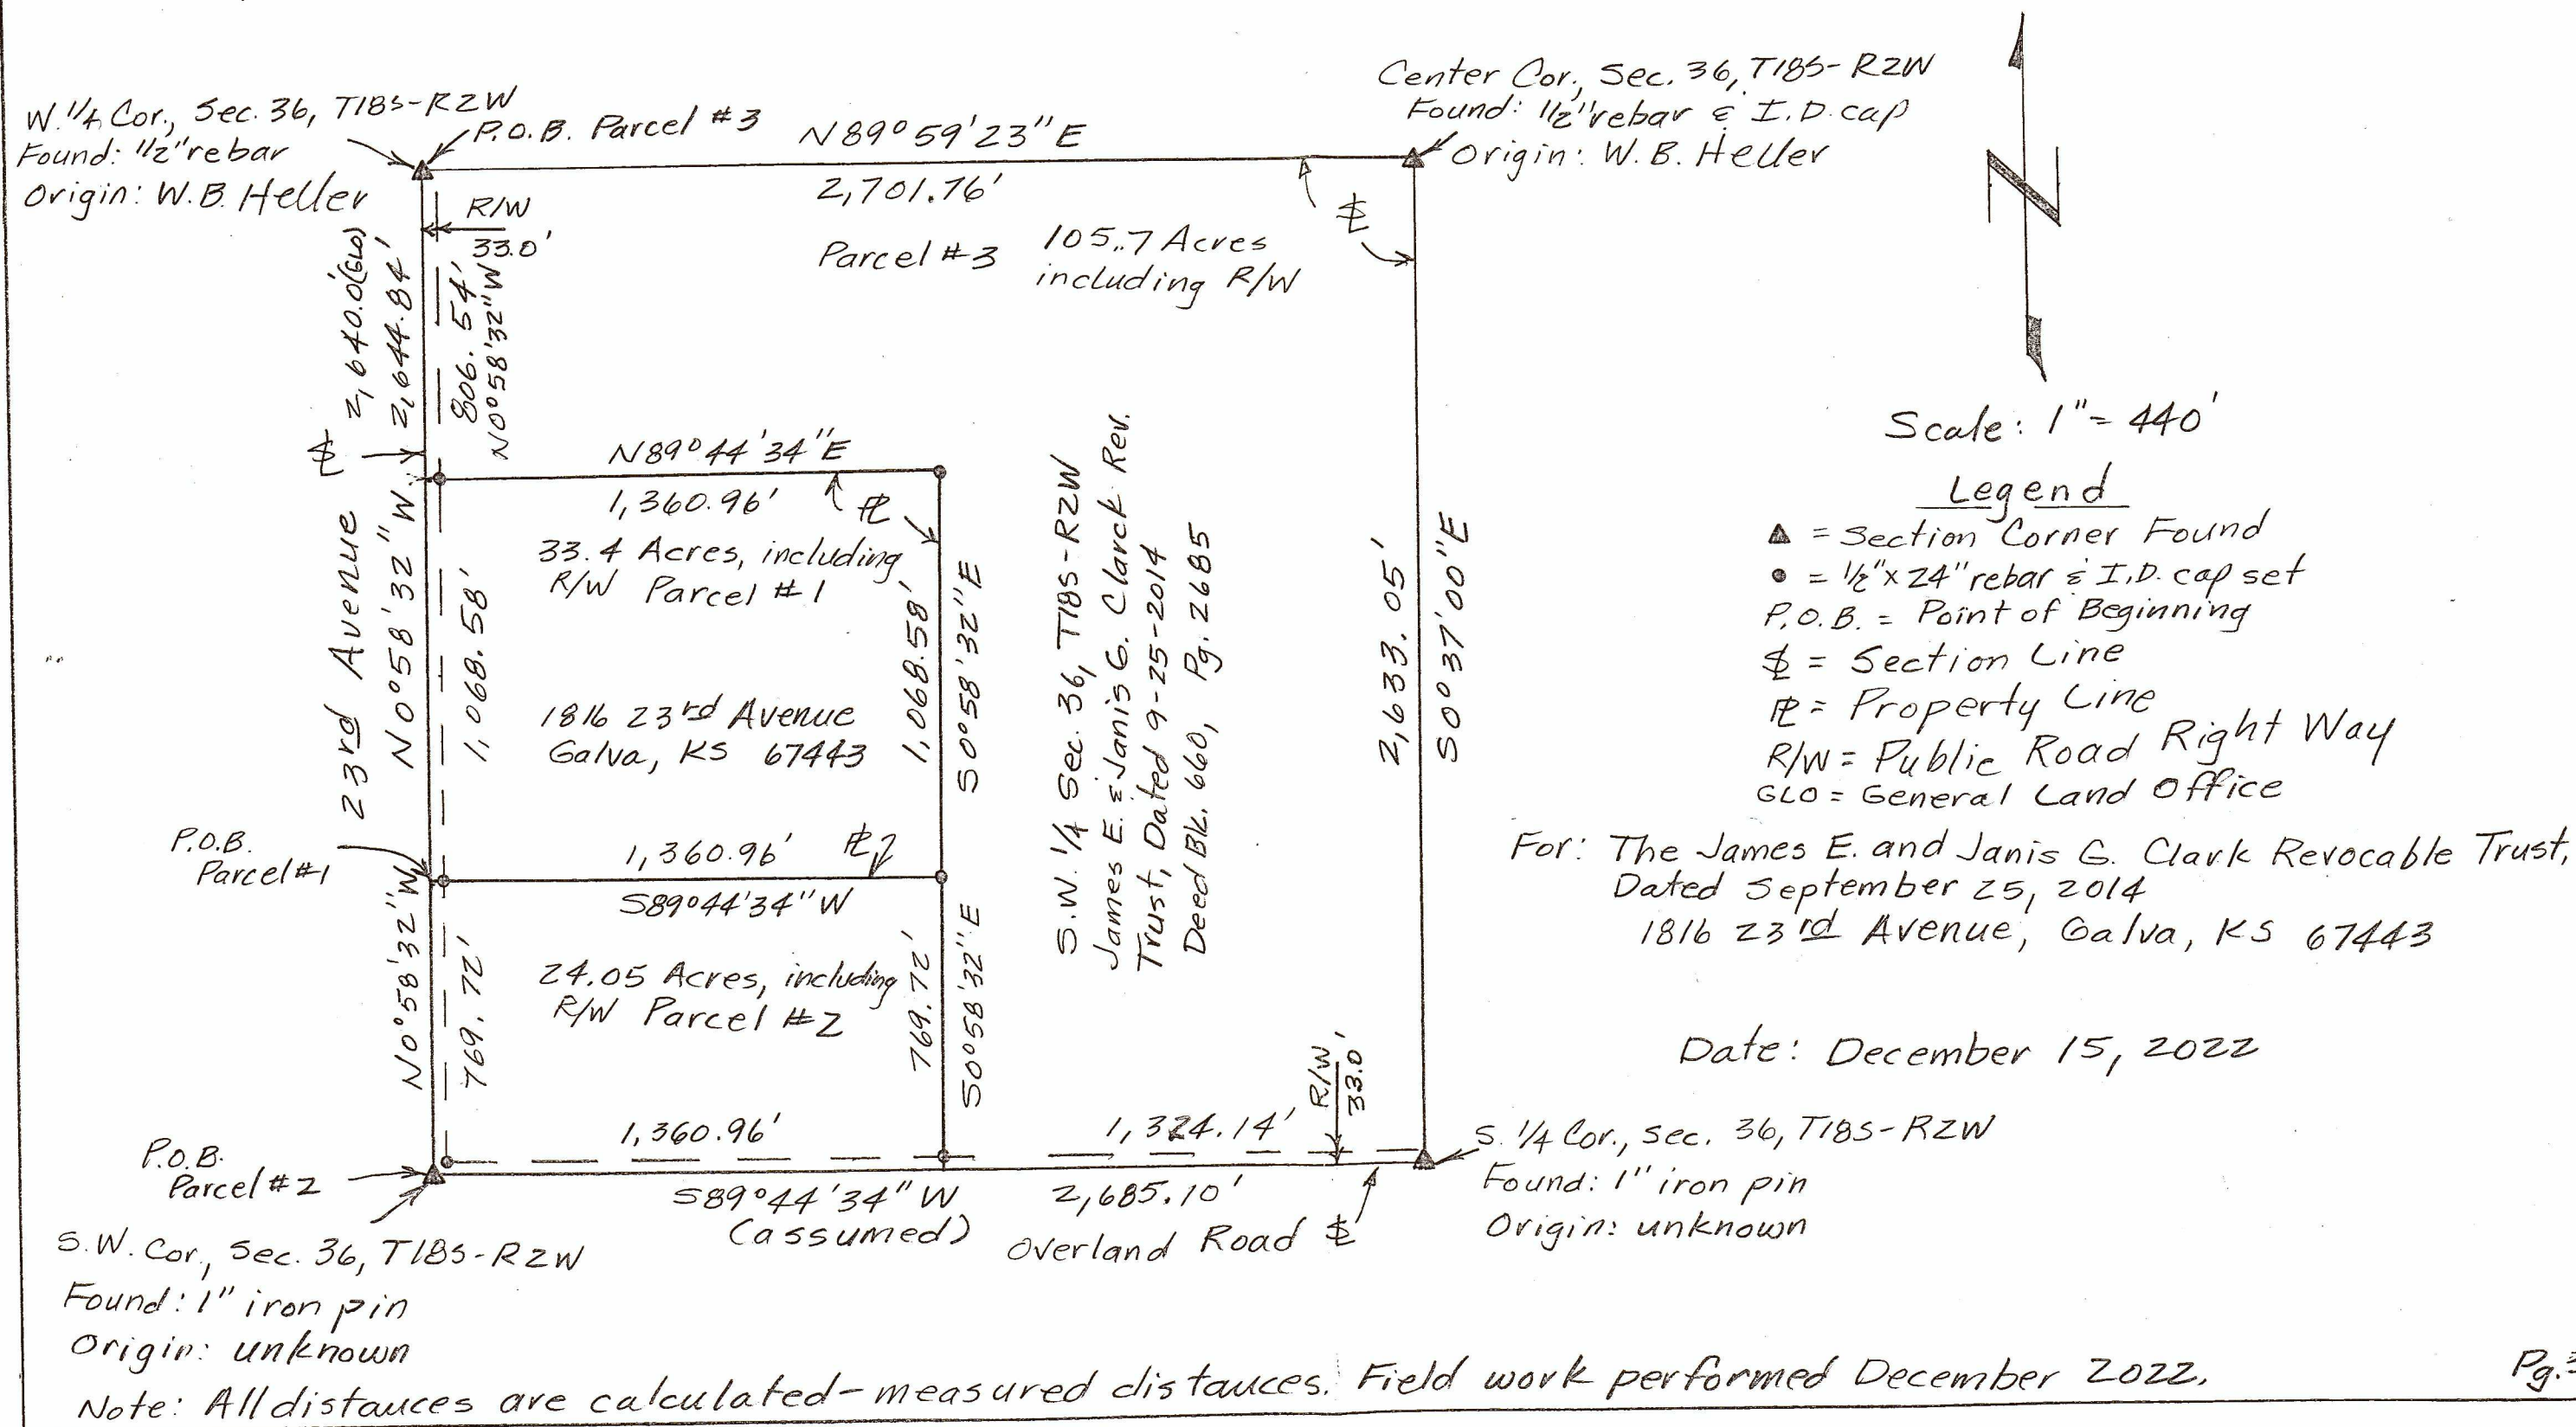 W. 1/4 Cor., Sec. 36, T18S-R2W
Found: 1/2" rebar
Origin: W.B. Heller
P.O.B. Parcel #3
N89°59'23"E
2,701.76'
Center Cor., Sec. 36, T18S-R2W
Found: 1/2" rebar & I.D. cap
Origin: W. B. Heller
R/W
33.0'
Parcel #3
105.7 Acres
including R/W
2,640.0'(GLO)
2,644.84'
806.54'
N0°58'32"W
N89°44'34"E
1,360.96'
33.4 Acres, including
R/W Parcel #1
1816 23rd Avenue
Galva, KS 67443
23rd Avenue
N0°58'32"W
1,068.58'
1,068.58'
S0°58'32"E
S.W. 1/4 Sec. 36, T18S-R2W
James E. & Janis G. Clarck Rev.
Trust, Dated 9-25-2014
Deed Bk. 660, Pg. 2685
2,633.05'
S0°37'00"E
P.O.B.
Parcel #1
1,360.96'
S89°44'34"W
24.05 Acres, including
R/W Parcel #2
N0°58'32"W
769.72'
769.72'
S0°58'32"E
1,360.96'
1,324.14'
R/W
33.0'
P.O.B.
Parcel #2
S89°44'34"W
(assumed)
2,685.10'
Overland Road
S.W. Cor., Sec. 36, T18S-R2W
Found: 1" iron pin
Origin: unknown
S. 1/4 Cor., Sec. 36, T18S-R2W
Found: 1" iron pin
Origin: unknown
N
Scale: 1" = 440'
Legend
▲ = Section Corner Found
● = 1/2" x 24" rebar & I.D. cap set
P.O.B. = Point of Beginning
SL = Section Line
PL = Property Line
R/W = Public Road Right Way
GLO = General Land Office
For: The James E. and Janis G. Clark Revocable Trust,
Dated September 25, 2014
1816 23rd Avenue, Galva, KS 67443
Date: December 15, 2022
Note: All distances are calculated-measured distances. Field work performed December 2022.
Pg. 3